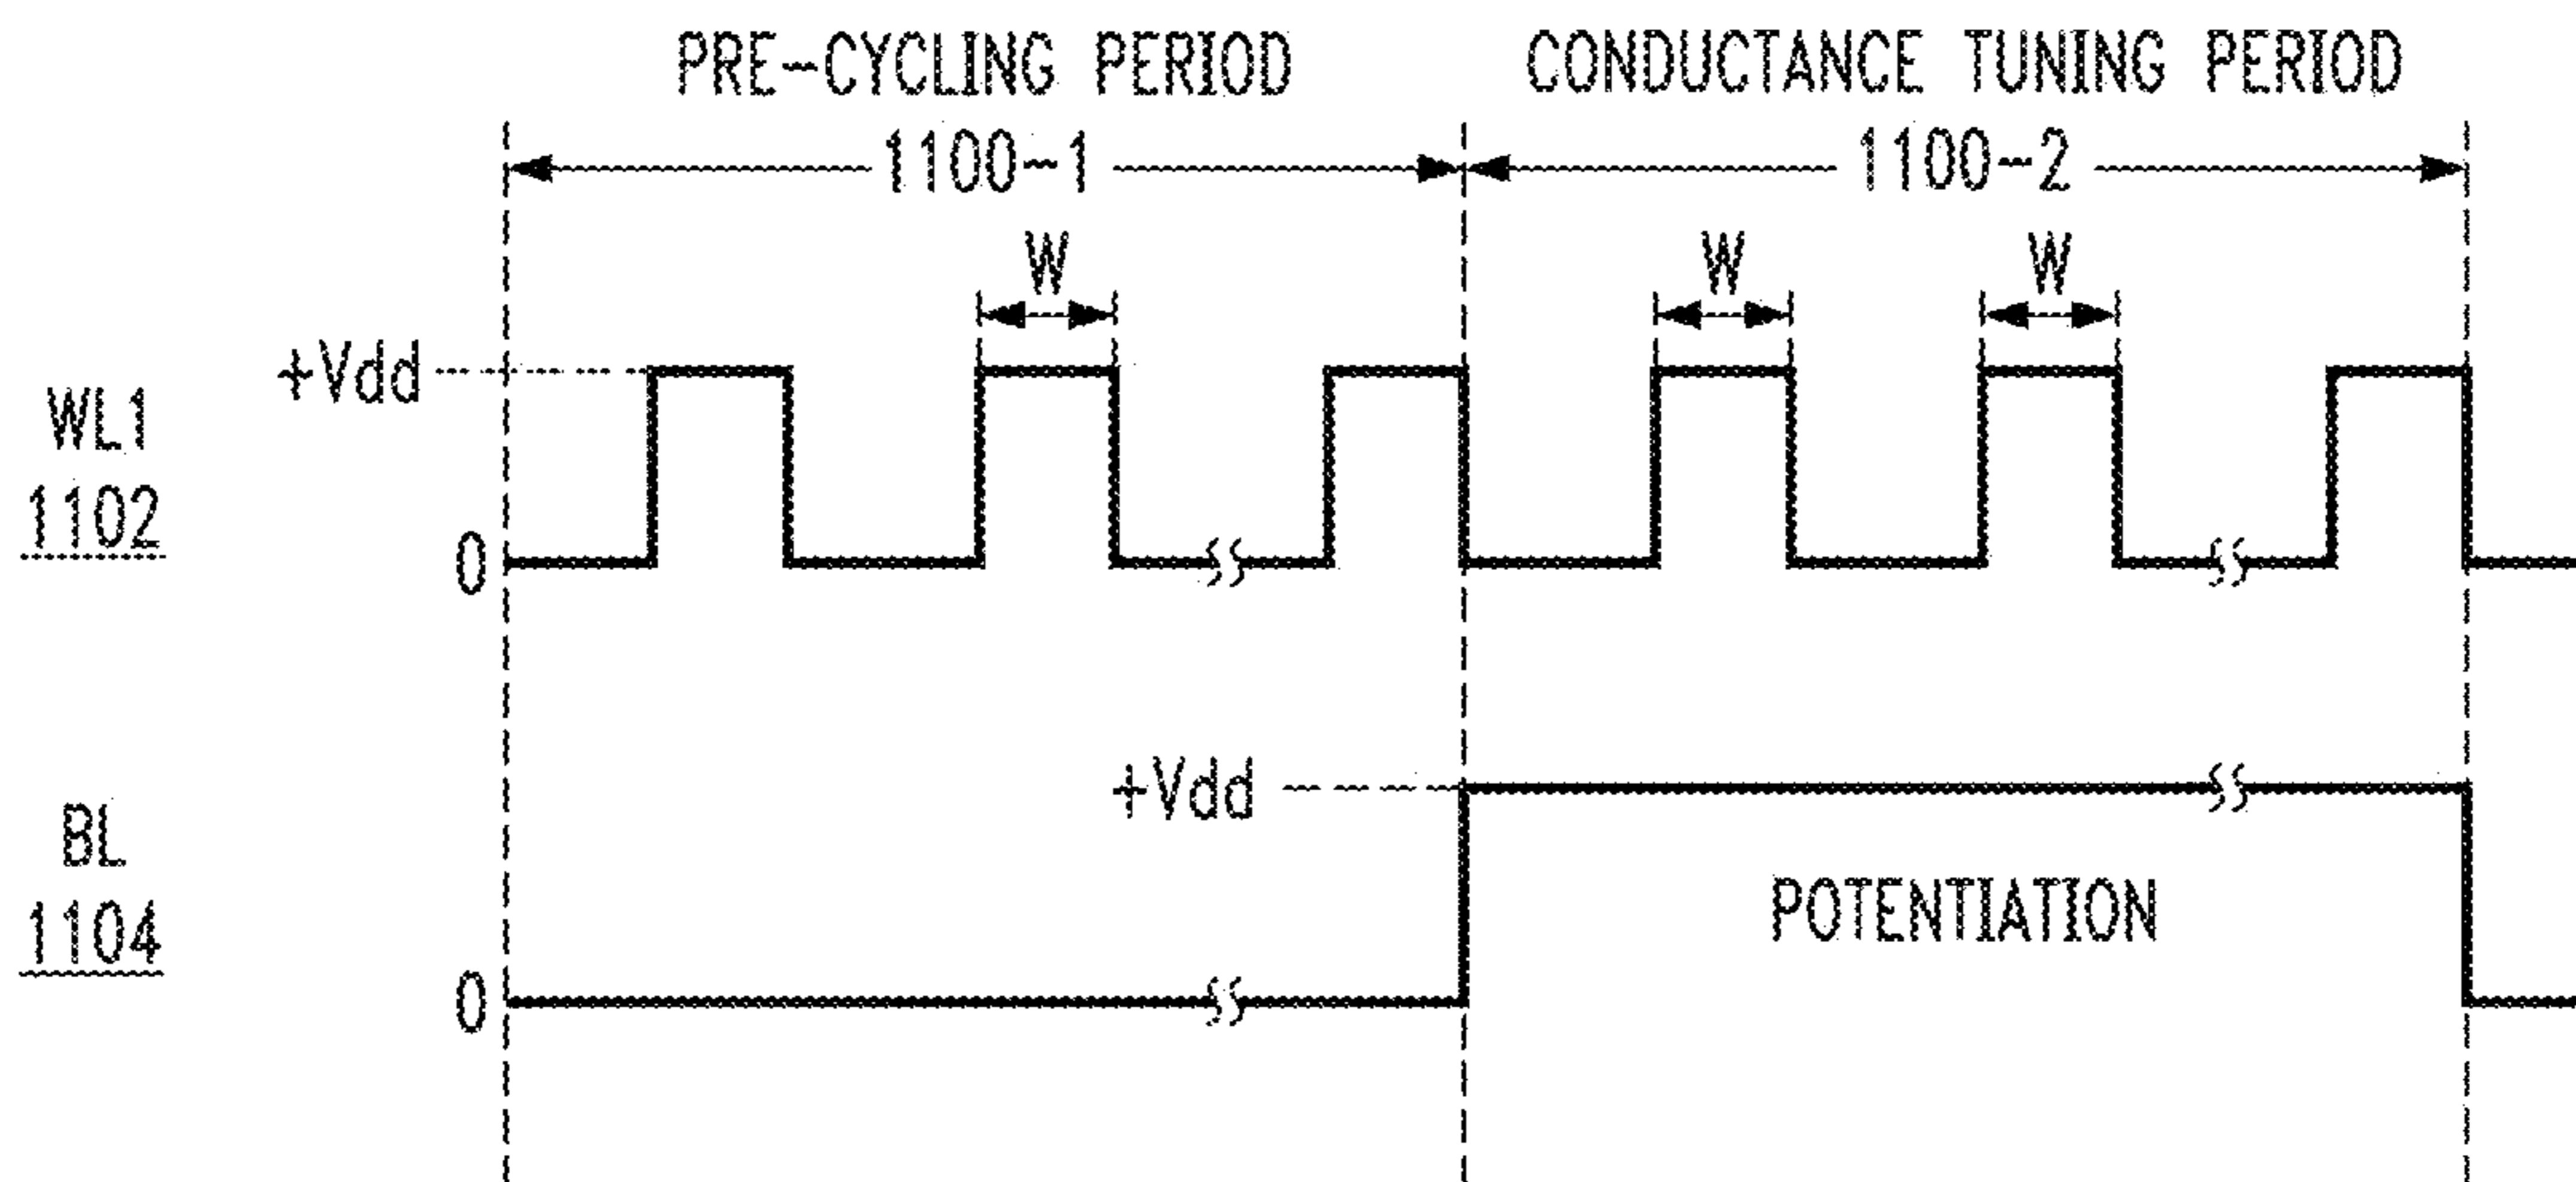 PRE-CYCLING PERIOD CONDUCTANCE TUNING PERIOD
1100-1 1100-2
W W W
+Vdd
WL1
1102
0
+Vdd
BL
1104
POTENTIATION
0